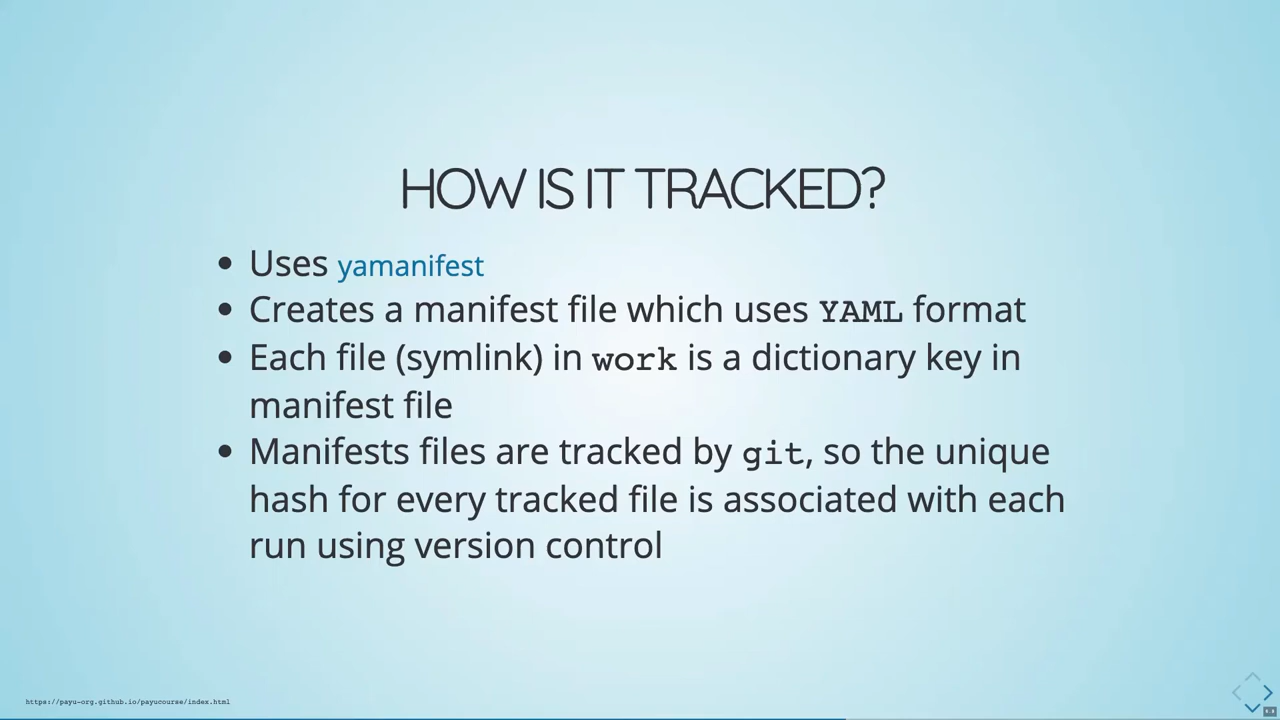 HOW IS IT TRACKED?
• Uses yamanifest
• Creates a manifest file which uses YAML format
• Each file (symlink) in work is a dictionary key in
manifest file
• Manifests files are tracked by git, so the unique
hash for every tracked file is associated with each
run using version control
https://payu-org.github.io/payucourse/index.html